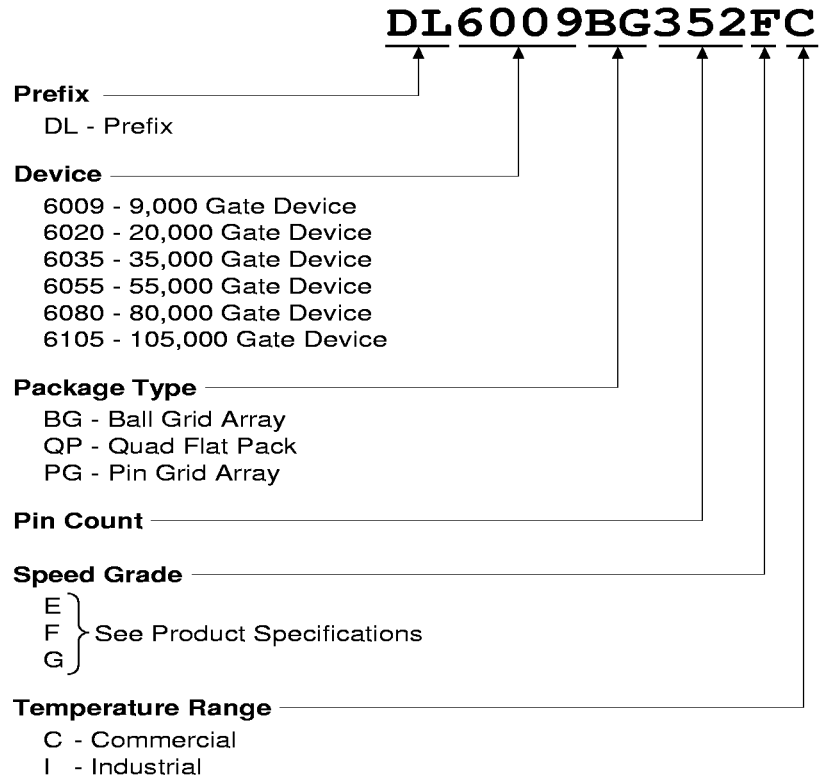 DL6009BG352FC
Prefix
DL - Prefix
Device
6009 - 9,000 Gate Device
6020 - 20,000 Gate Device
6035 - 35,000 Gate Device
6055 - 55,000 Gate Device
6080 - 80,000 Gate Device
6105 - 105,000 Gate Device
Package Type
BG - Ball Grid Array
QP - Quad Flat Pack
PG - Pin Grid Array
Pin Count
Speed Grade
E
F
See Product Specifications
G
Temperature Range
C - Commercial
I - Industrial